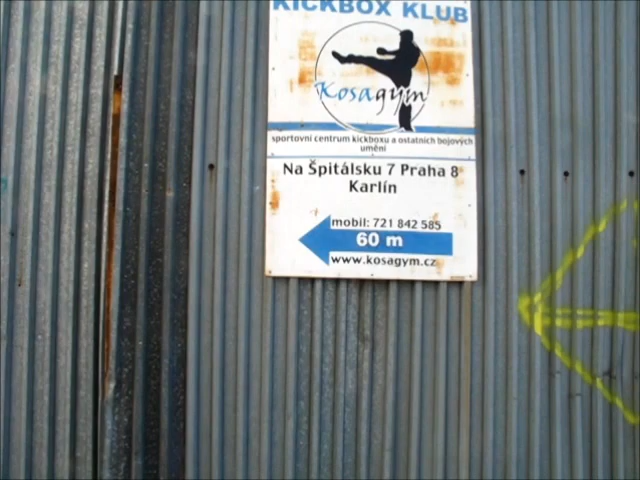 KICKBOX KLUB
Kosagym
sportovní centrum kickboxu a ostatních bojových
umění
Na Špitálsku 7 Praha 8
Karlín
mobil: 721 842 585
60 m
www.kosagym.cz